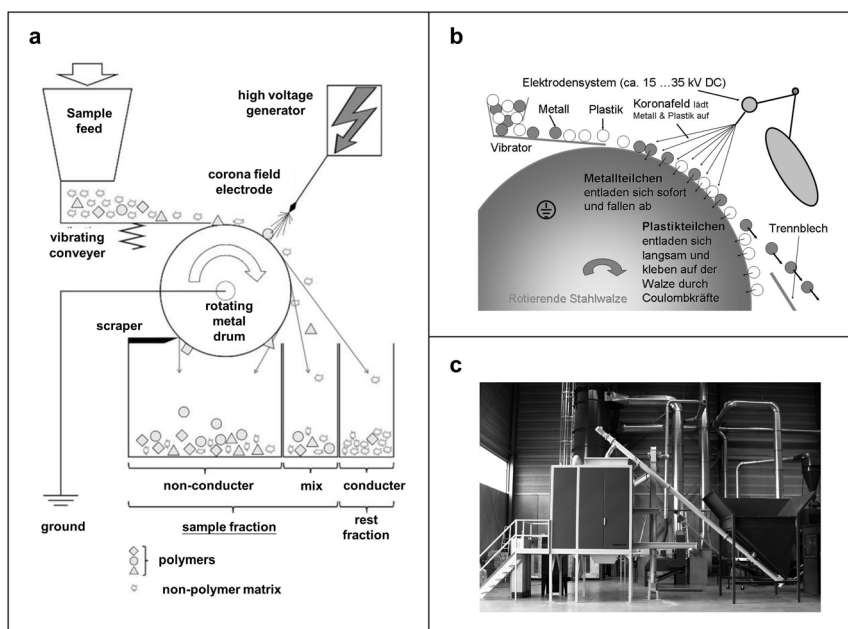 a
Sample
feed
high voltage
generator
corona field
electrode
vibrating
conveyer
rotating
metal
drum
scraper
non-conducter
mix
conducter
ground
sample fraction
rest
fraction
polymers
non-polymer matrix
b
Elektrodensystem (ca. 15 ...35 kV DC)
Metall
Plastik
Koronafeld lädt
Metall & Plastik auf
Vibrator
Metallteilchen
entladen sich sofort
und fallen ab
Plastikteilchen
entladen sich
langsam und
kleben auf der
Walze durch
Coulombkräfte
Trennblech
Rotierende Stahlwalze
c